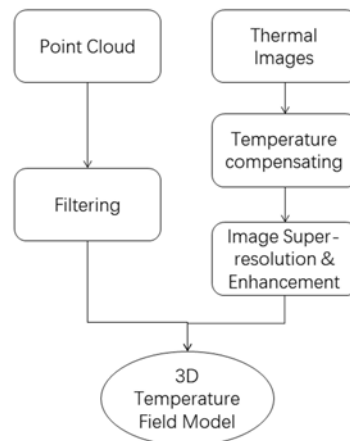 Point Cloud
Thermal
Images
Temperature
compensating
Filtering
Image Super-
resolution &
Enhancement
3D
Temperature
Field Model